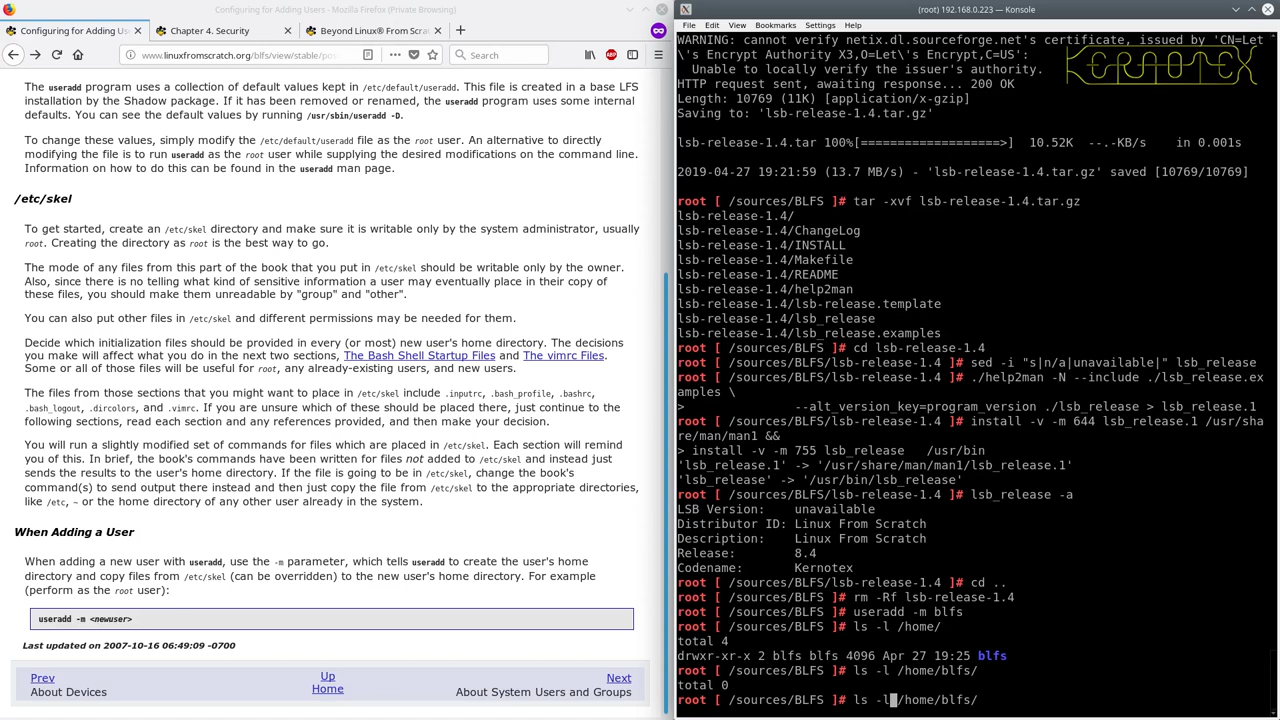 Configuring for Adding Users - Mozilla Firefox (Private Browsing)
Configuring for Adding Us
Chapter 4. Security
Beyond Linux® From Scra
www.linuxfromscratch.org/blfs/view/stable/pos
Search
The useradd program uses a collection of default values kept in /etc/default/useradd. This file is created in a base LFS
installation by the Shadow package. If it has been removed or renamed, the useradd program uses some internal
defaults. You can see the default values by running /usr/sbin/useradd -D.
To change these values, simply modify the /etc/default/useradd file as the root user. An alternative to directly
modifying the file is to run useradd as the root user while supplying the desired modifications on the command line.
Information on how to do this can be found in the useradd man page.
/etc/skel
To get started, create an /etc/skel directory and make sure it is writable only by the system administrator, usually
root. Creating the directory as root is the best way to go.
The mode of any files from this part of the book that you put in /etc/skel should be writable only by the owner.
Also, since there is no telling what kind of sensitive information a user may eventually place in their copy of
these files, you should make them unreadable by "group" and "other".
You can also put other files in /etc/skel and different permissions may be needed for them.
Decide which initialization files should be provided in every (or most) new user's home directory. The decisions
you make will affect what you do in the next two sections, The Bash Shell Startup Files and The vimrc Files.
Some or all of those files will be useful for root, any already-existing users, and new users.
The files from those sections that you might want to place in /etc/skel include .inputrc, .bash_profile, .bashrc,
.bash_logout, .dircolors, and .vimrc. If you are unsure which of these should be placed there, just continue to the
following sections, read each section and any references provided, and then make your decision.
You will run a slightly modified set of commands for files which are placed in /etc/skel. Each section will remind
you of this. In brief, the book's commands have been written for files not added to /etc/skel and instead just
sends the results to the user's home directory. If the file is going to be in /etc/skel, change the book's
command(s) to send output there instead and then just copy the file from /etc/skel to the appropriate directories,
like /etc, ~ or the home directory of any other user already in the system.
When Adding a User
When adding a new user with useradd, use the -m parameter, which tells useradd to create the user's home
directory and copy files from /etc/skel (can be overridden) to the new user's home directory. For example
(perform as the root user):
useradd -m <newuser>
Last updated on 2007-10-16 06:49:09 -0700
Prev
Up
Next
About Devices
Home
About System Users and Groups
(root) 192.168.0.223 — Konsole
File Edit View Bookmarks Settings Help
KERNOTEX
WARNING: cannot verify netix.dl.sourceforge.net's certificate, issued by 'CN=Let
\'s Encrypt Authority X3,O=Let\'s Encrypt,C=US':
Unable to locally verify the issuer's authority.
HTTP request sent, awaiting response... 200 OK
Length: 10769 (11K) [application/x-gzip]
Saving to: 'lsb-release-1.4.tar.gz'
lsb-release-1.4.tar 100%[===================>] 10.52K --.-KB/s in 0.001s
2019-04-27 19:21:59 (13.7 MB/s) - 'lsb-release-1.4.tar.gz' saved [10769/10769]
root [ /sources/BLFS ]# tar -xvf lsb-release-1.4.tar.gz
lsb-release-1.4/
lsb-release-1.4/ChangeLog
lsb-release-1.4/INSTALL
lsb-release-1.4/Makefile
lsb-release-1.4/README
lsb-release-1.4/help2man
lsb-release-1.4/lsb-release.template
lsb-release-1.4/lsb_release
lsb-release-1.4/lsb_release.examples
root [ /sources/BLFS ]# cd lsb-release-1.4
root [ /sources/BLFS/lsb-release-1.4 ]# sed -i "s|n/a|unavailable|" lsb_release
root [ /sources/BLFS/lsb-release-1.4 ]# ./help2man -N --include ./lsb_release.ex
amples \
> --alt_version_key=program_version ./lsb_release > lsb_release.1
root [ /sources/BLFS/lsb-release-1.4 ]# install -v -m 644 lsb_release.1 /usr/sha
re/man/man1 &&
> install -v -m 755 lsb_release /usr/bin
'lsb_release.1' -> '/usr/share/man/man1/lsb_release.1'
'lsb_release' -> '/usr/bin/lsb_release'
root [ /sources/BLFS/lsb-release-1.4 ]# lsb_release -a
LSB Version: unavailable
Distributor ID: Linux From Scratch
Description: Linux From Scratch
Release: 8.4
Codename: Kernotex
root [ /sources/BLFS/lsb-release-1.4 ]# cd ..
root [ /sources/BLFS ]# rm -Rf lsb-release-1.4
root [ /sources/BLFS ]# useradd -m blfs
root [ /sources/BLFS ]# ls -l /home/
total 4
drwxr-xr-x 2 blfs blfs 4096 Apr 27 19:25 blfs
root [ /sources/BLFS ]# ls -l /home/blfs/
total 0
root [ /sources/BLFS ]# ls -l /home/blfs/